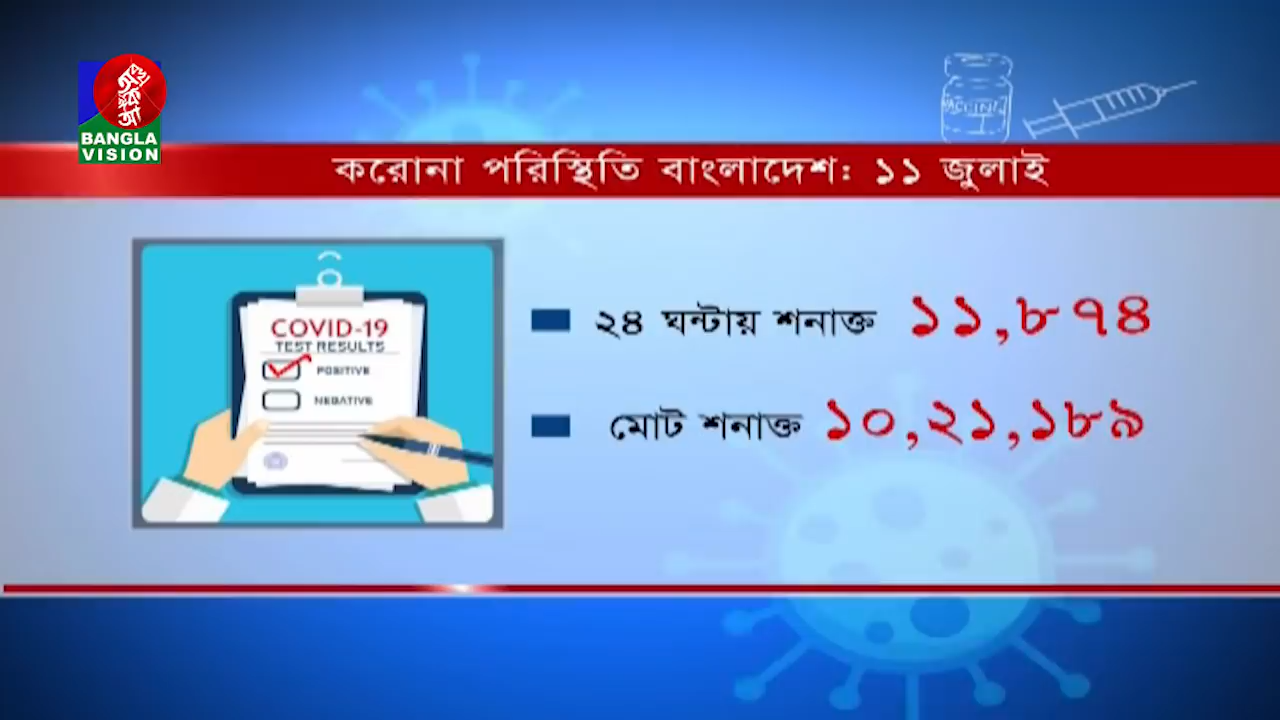 BANGLA
VISION
VACCINE
করোনা পরিস্থিতি বাংলাদেশ: ১১ জুলাই
COVID-19
TEST RESULTS
POSITIVE
NEGATIVE
২৪ ঘন্টায় শনাক্ত ১১,৮৭৪
মোট শনাক্ত ১০,২১,১৮৯